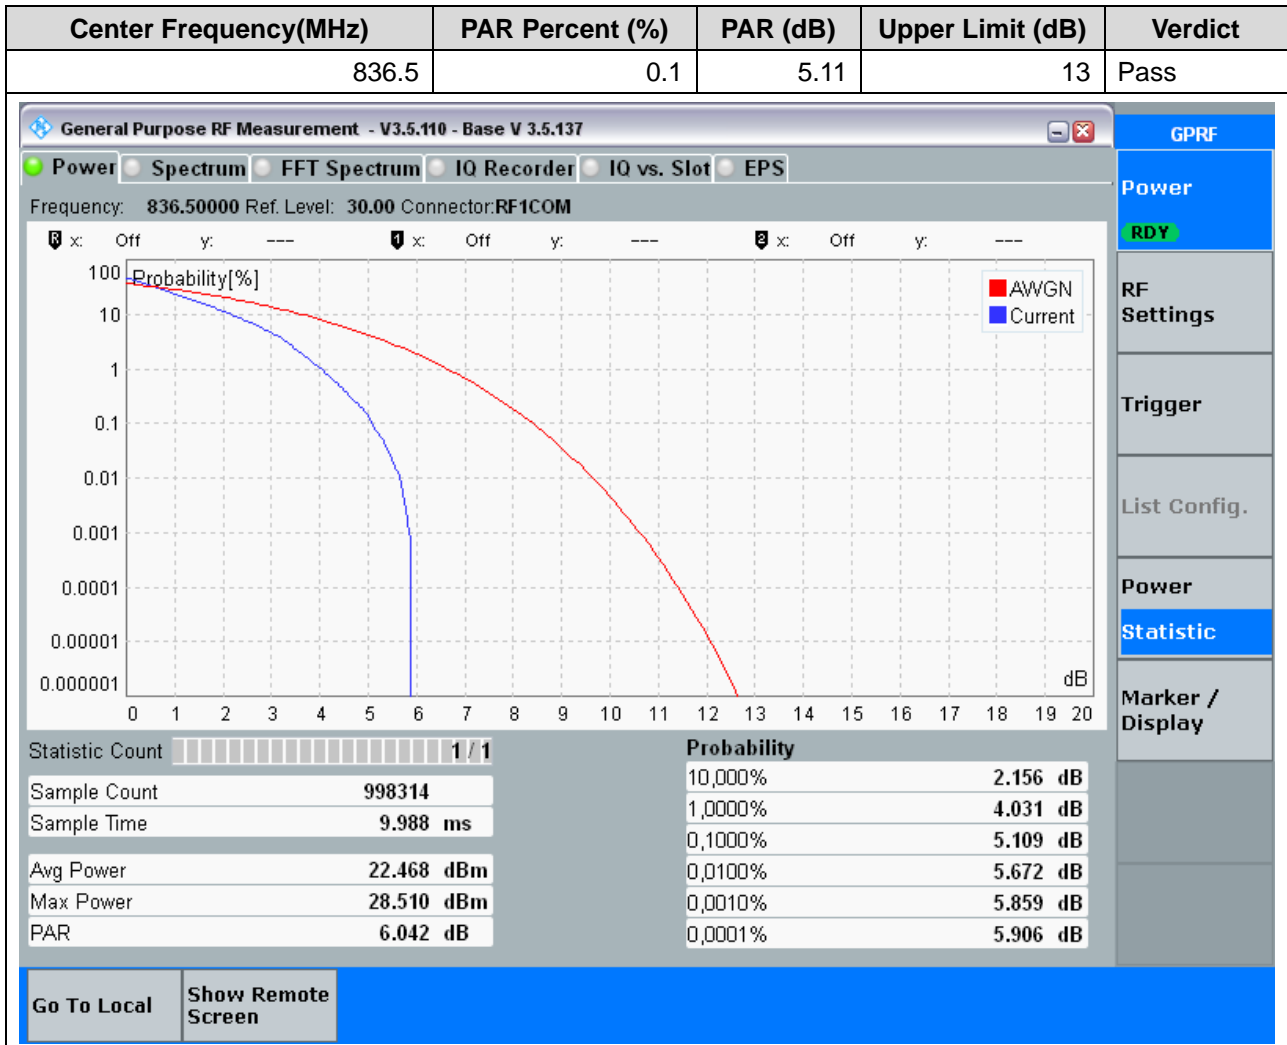 Center Frequency(MHz) PAR Percent (%) PAR (dB) Upper Limit (dB) Verdict
836.5 0.1 5.11 13 Pass
General Purpose RF Measurement - V3.5.110 - Base V 3.5.137
GPRF
Power Spectrum FFT Spectrum IQ Recorder IQ vs. Slot EPS
Power
RDY
Frequency: 836.50000 Ref. Level: 30.00 Connector:RF1COM
R x: Off y: --- 1 x: Off y: --- 2 x: Off y: ---
Probability[%]
AWGN
Current
100
10
1
0.1
0.01
0.001
0.0001
0.00001
0.000001
dB
0 1 2 3 4 5 6 7 8 9 10 11 12 13 14 15 16 17 18 19 20
RF
Settings
Trigger
List Config.
Power
Statistic
Marker /
Display
Statistic Count 1 / 1
Sample Count 998314
Sample Time 9.988 ms
Avg Power 22.468 dBm
Max Power 28.510 dBm
PAR 6.042 dB
Probability
10,000% 2.156 dB
1,0000% 4.031 dB
0,1000% 5.109 dB
0,0100% 5.672 dB
0,0010% 5.859 dB
0,0001% 5.906 dB
Go To Local
Show Remote
Screen